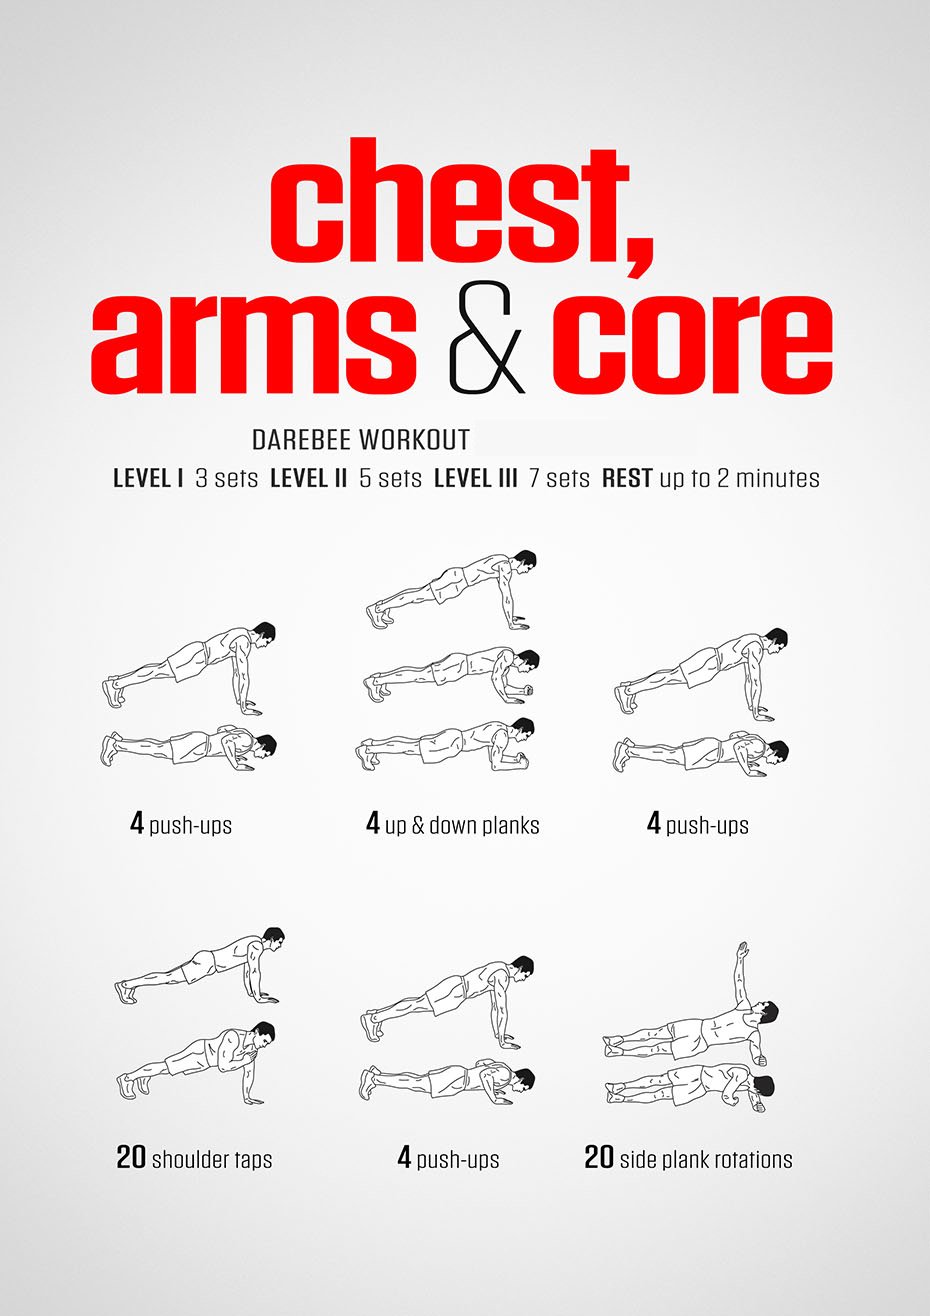 chest,
arms & core
DAREBEE WORKOUT
LEVEL I 3 sets LEVEL II 5 sets LEVEL III 7 sets REST up to 2 minutes
4 push-ups
4 up & down planks
4 push-ups
20 shoulder taps
4 push-ups
20 side plank rotations